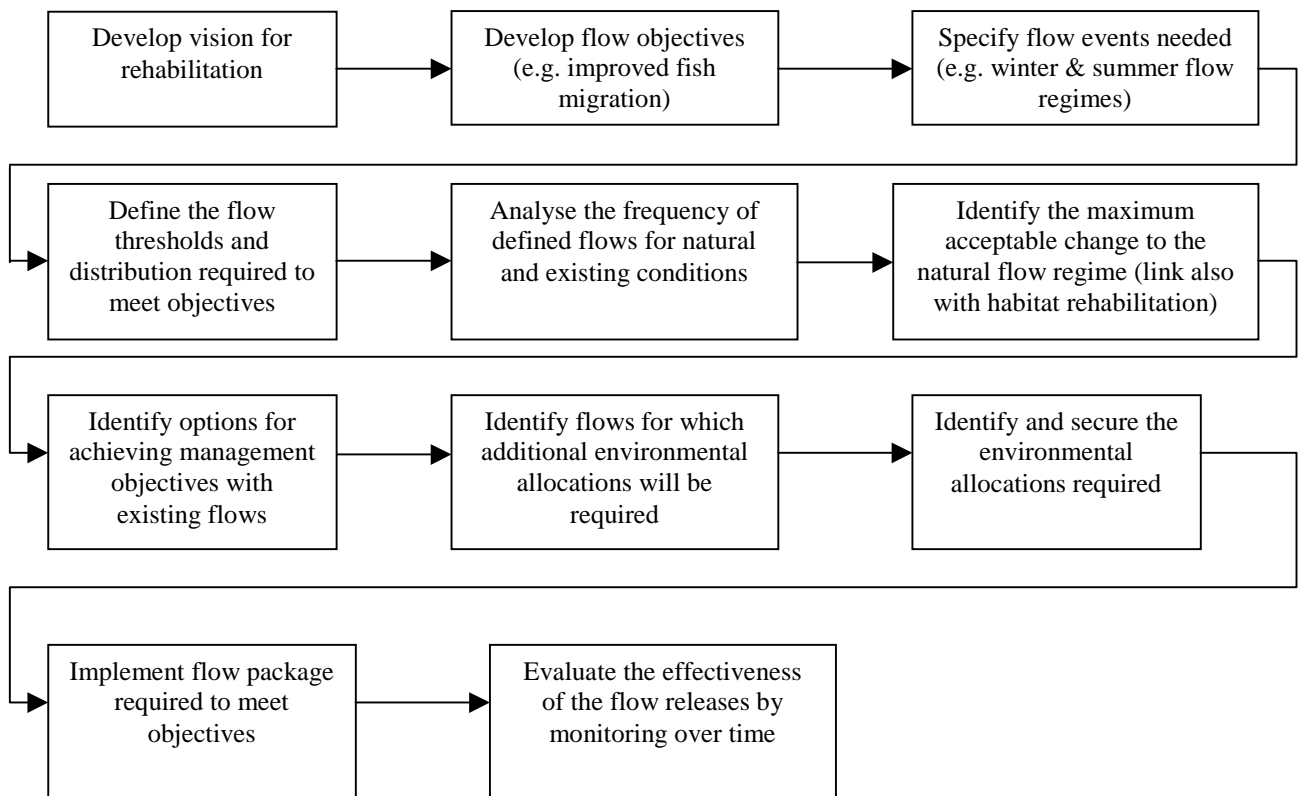 Develop vision for
rehabilitation
Develop flow objectives
(e.g. improved fish
migration)
Specify flow events needed
(e.g. winter & summer flow
regimes)
Define the flow
thresholds and
distribution required to
meet objectives
Analyse the frequency of
defined flows for natural
and existing conditions
Identify the maximum
acceptable change to the
natural flow regime (link also
with habitat rehabilitation)
Identify options for
achieving management
objectives with
existing flows
Identify flows for which
additional environmental
allocations will be
required
Identify and secure the
environmental
allocations required
Implement flow package
required to meet
objectives
Evaluate the effectiveness
of the flow releases by
monitoring over time